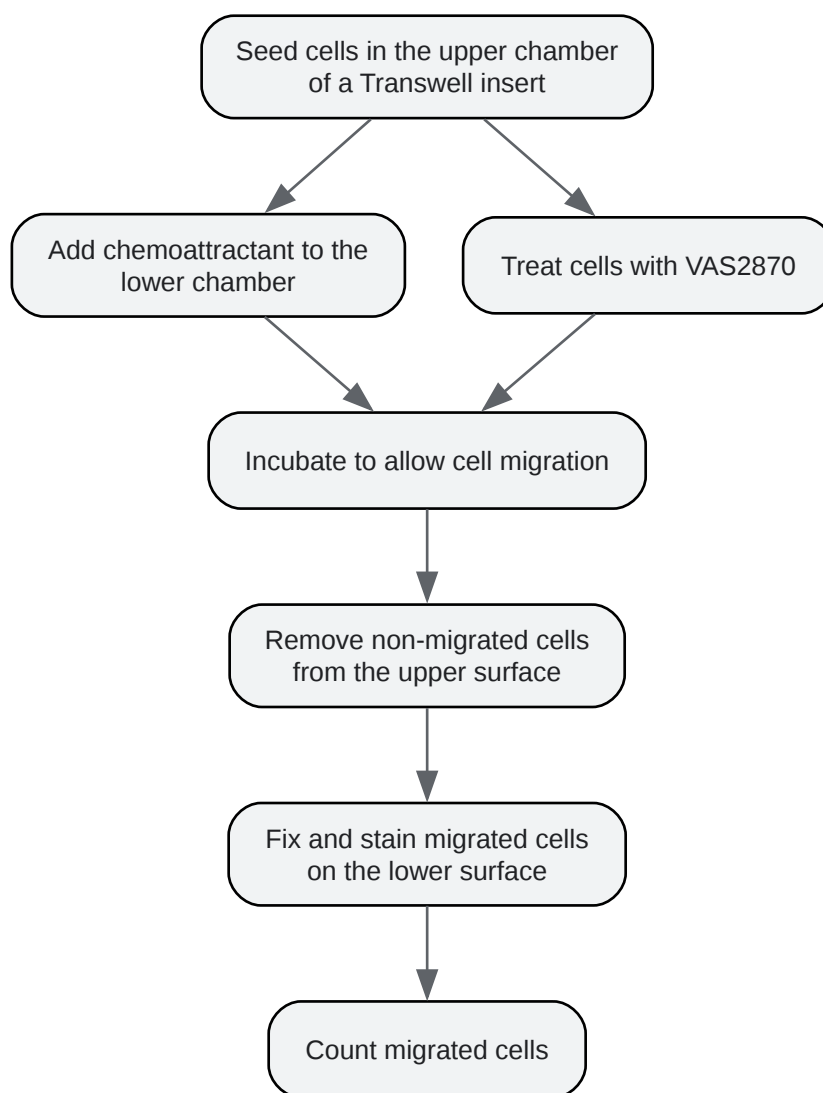 Seed cells in the upper chamber
of a Transwell insert
Add chemoattractant to the
lower chamber
Treat cells with VAS2870
Incubate to allow cell migration
Remove non-migrated cells
from the upper surface
Fix and stain migrated cells
on the lower surface
Count migrated cells